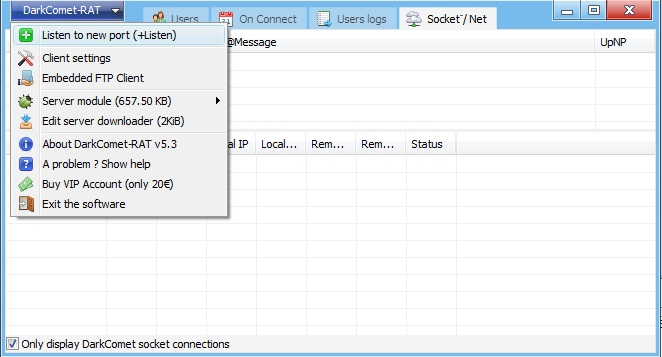 DarkComet-RAT
Users
On Connect
Users logs
Socket / Net
Listen to new port (+Listen)
@Message
UpNP
Client settings
Embedded FTP Client
Server module (657.50 KB)
Edit server downloader (2KiB)
About DarkComet-RAT v5.3
al IP
Local...
Rem...
Rem...
Status
A problem ? Show help
Buy VIP Account (only 20€)
Exit the software
Only display DarkComet socket connections